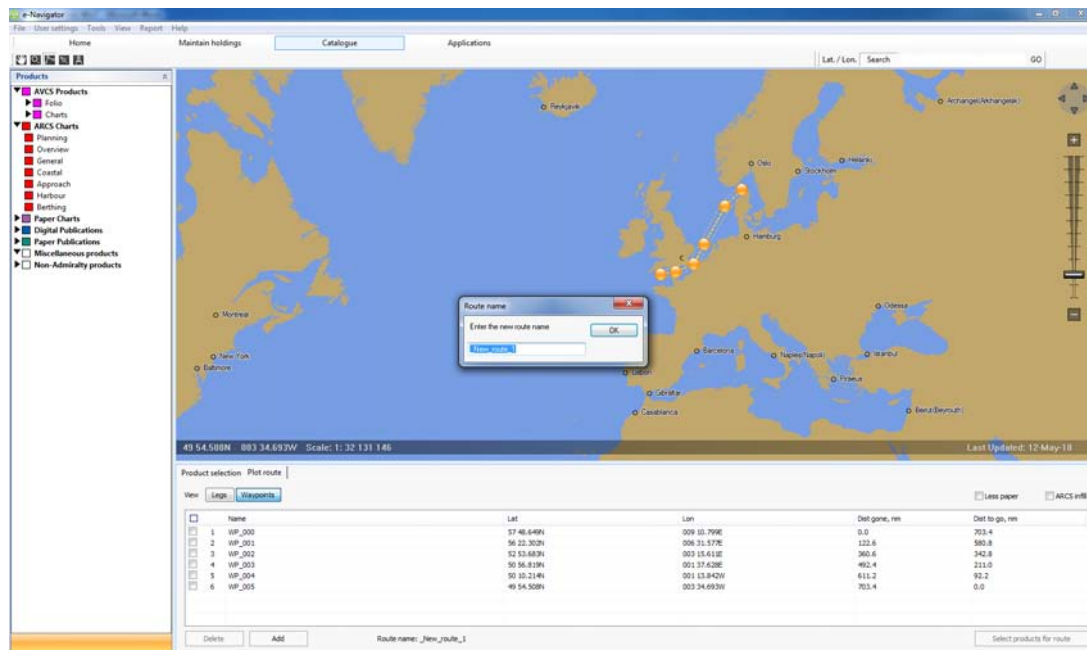 e-Navigator
File User settings Tools View Report Help
Home Maintain holdings Catalogue Applications
Lat. / Lon. Search GO
Products
AVCS Products
Folio
Charts
ARCS Charts
Planning
Overview
General
Coastal
Approach
Harbour
Berthing
Paper Charts
Digital Publications
Paper Publications
Miscellaneous products
Non-Admiralty products
Reykjavik
Archangel(Arkhangelsk)
Oslo
Helsinki
Stockholm
Hamburg
Montreal
Odessa
New York
Baltimore
Barcelona
Naples(Napoli)
Istanbul
Lisbon
Piraeus
Gibraltar
Casablanca
Beirut(Beyrouth)
Route name
Enter the new route name
OK
_New_route_1
49 54.508N 003 34.693W Scale: 1: 32 131 146
Last Updated: 12-May-18
Product selection Plot route
View Legs Waypoints
Less paper ARCS infill
Name Lat Lon Dist gone, nm Dist to go, nm
1 WP_000 57 48.649N 009 10.799E 0.0 703.4
2 WP_001 56 22.302N 006 31.577E 122.6 580.8
3 WP_002 52 53.683N 003 15.611E 360.6 342.8
4 WP_003 50 56.819N 001 37.628E 492.4 211.0
5 WP_004 50 10.214N 001 13.842W 611.2 92.2
6 WP_005 49 54.508N 003 34.693W 703.4 0.0
Delete Add Route name: _New_route_1 Select products for route